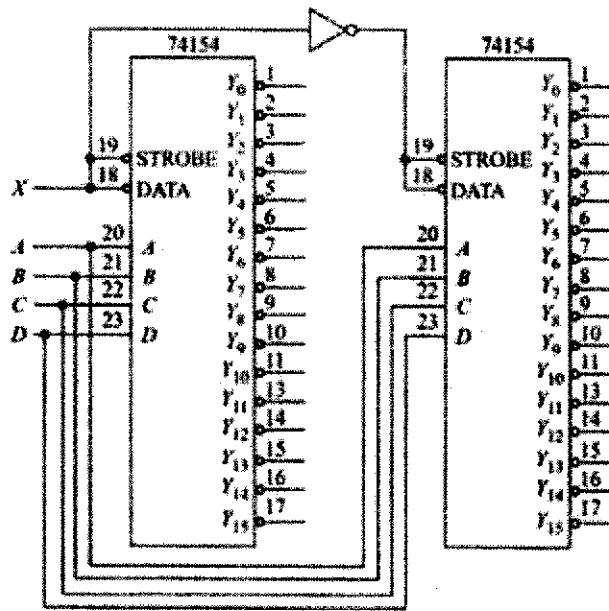 74154
Y0 1
Y1 2
Y2 3
19 STROBE Y3 4
X 18 DATA Y4 5
Y5 6
A 20 A Y6 7
B 21 B Y7 8
C 22 C Y8 9
D 23 D Y9 10
Y10 11
Y11 13
Y12 14
Y13 15
Y14 16
Y15 17
74154
Y0 1
Y1 2
Y2 3
19 STROBE Y3 4
18 DATA Y4 5
Y5 6
20 A Y6 7
21 B Y7 8
22 C Y8 9
23 D Y9 10
Y10 11
Y11 13
Y12 14
Y13 15
Y14 16
Y15 17